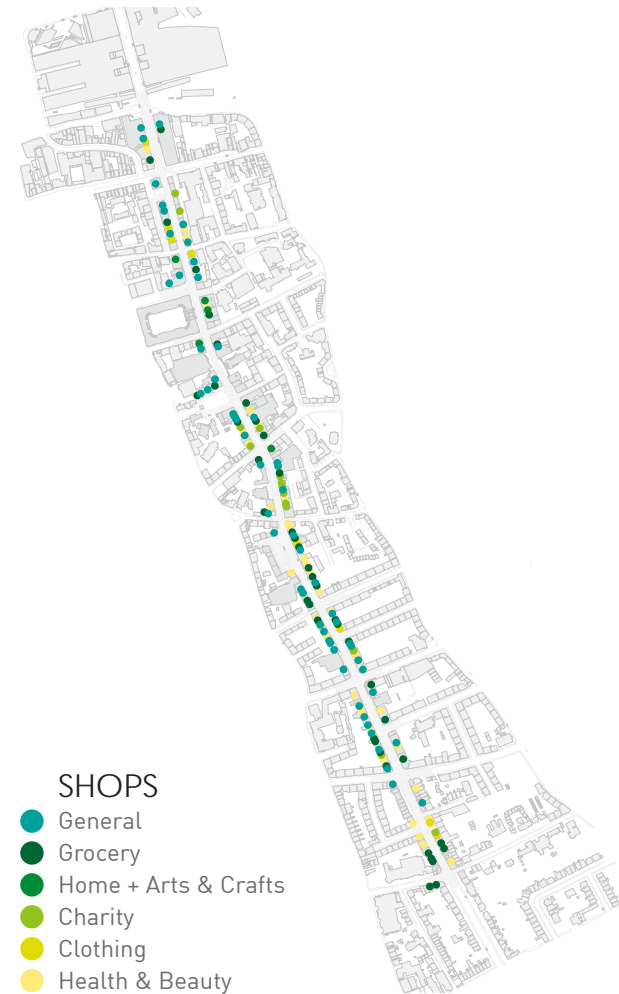 SHOPS
General
Grocery
Home + Arts & Crafts
Charity
Clothing
Health & Beauty